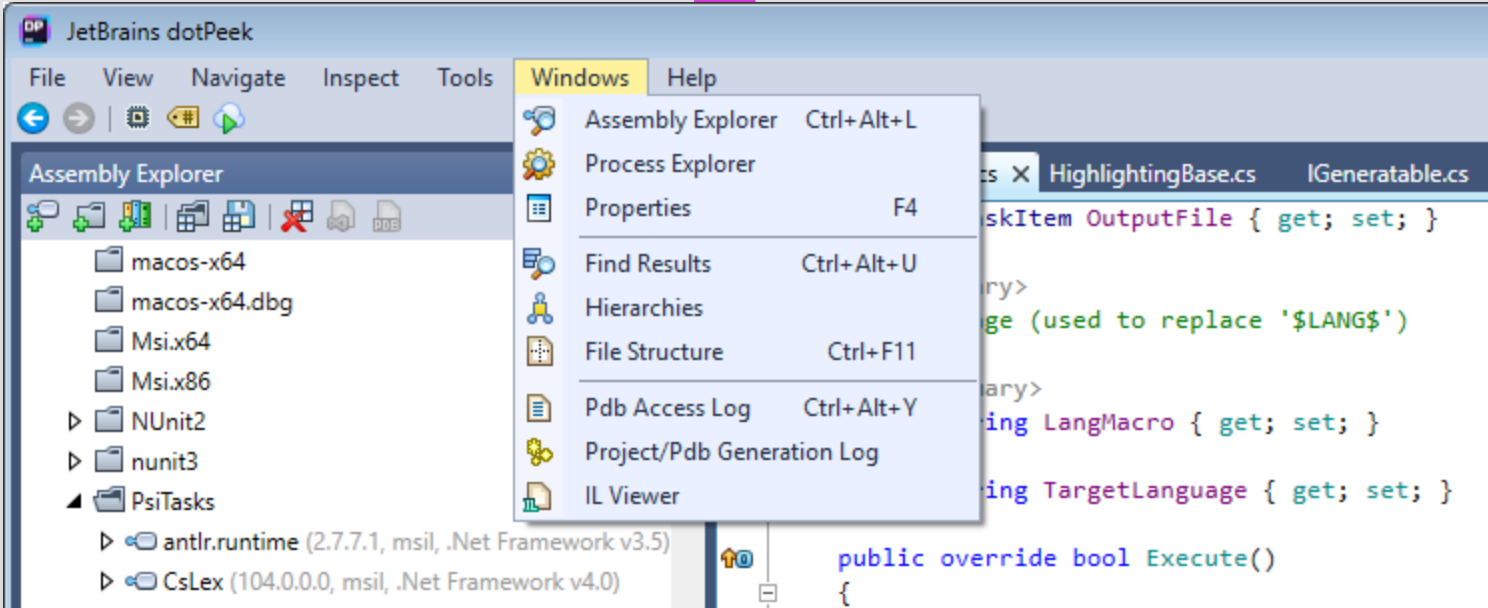 JetBrains dotPeek
File View Navigate Inspect Tools Windows Help
Assembly Explorer Ctrl+Alt+L
Process Explorer
Properties F4
Find Results Ctrl+Alt+U
Hierarchies
File Structure Ctrl+F11
Pdb Access Log Ctrl+Alt+Y
Project/Pdb Generation Log
IL Viewer
Assembly Explorer
macos-x64
macos-x64.dbg
Msi.x64
Msi.x86
NUnit2
nunit3
PsiTasks
antlr.runtime (2.7.7.1, msil, .Net Framework v3.5)
CsLex (104.0.0.0, msil, .Net Framework v4.0)
cs HighlightingBase.cs IGeneratable.cs
skItem OutputFile { get; set; }
ary>
ge (used to replace '$LANG$')
ary>
ing LangMacro { get; set; }
ing TargetLanguage { get; set; }
public override bool Execute()
{